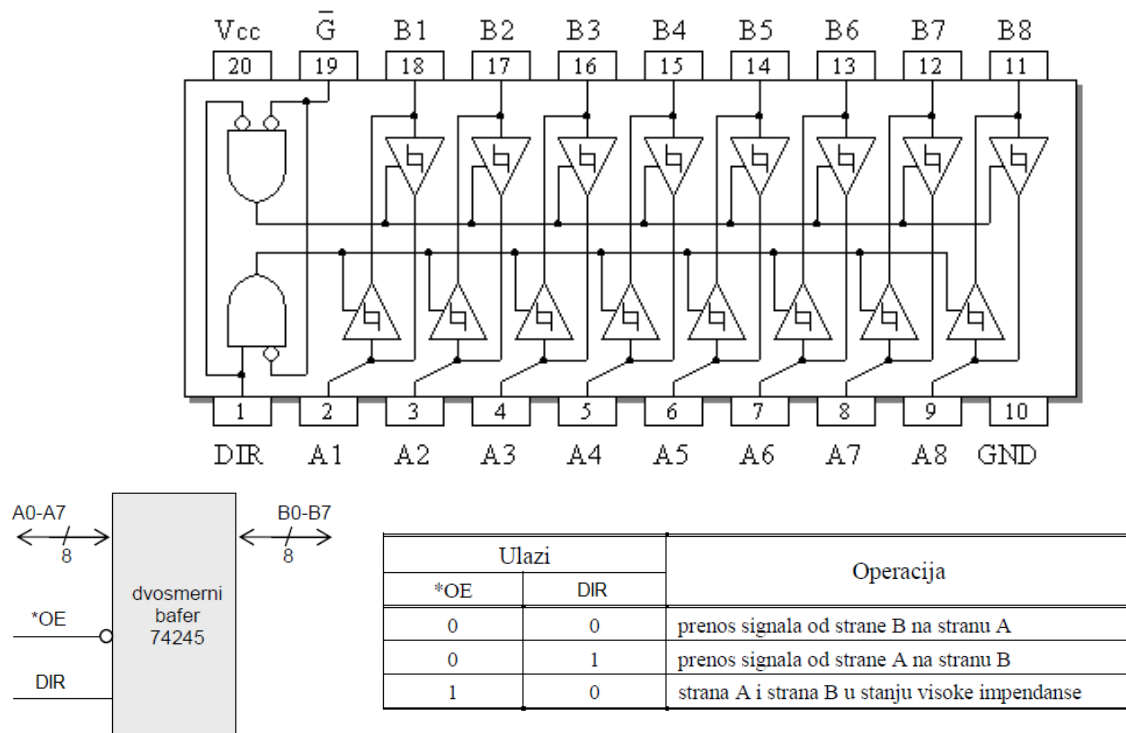 Vcc G B1 B2 B3 B4 B5 B6 B7 B8
20 19 18 17 16 15 14 13 12 11
1 2 3 4 5 6 7 8 9 10
DIR A1 A2 A3 A4 A5 A6 A7 A8 GND
A0-A7 B0-B7
8 8
dvosmerni
bafer
74245
*OE
DIR
Ulazi Operacija
*OE DIR
0 0 prenos signala od strane B na stranu A
0 1 prenos signala od strane A na stranu B
1 0 strana A i strana B u stanju visoke impendanse